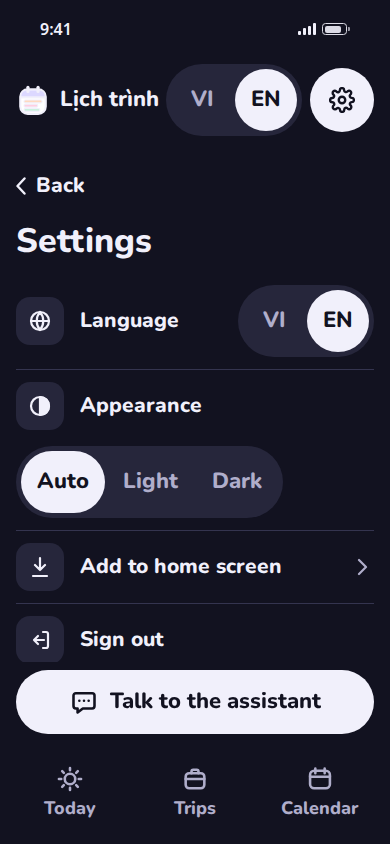 9:41
Lịch trình VI EN
Back
Settings
Language VI EN
Appearance
Auto Light Dark
Add to home screen
Sign out
Talk to the assistant
Today Trips Calendar